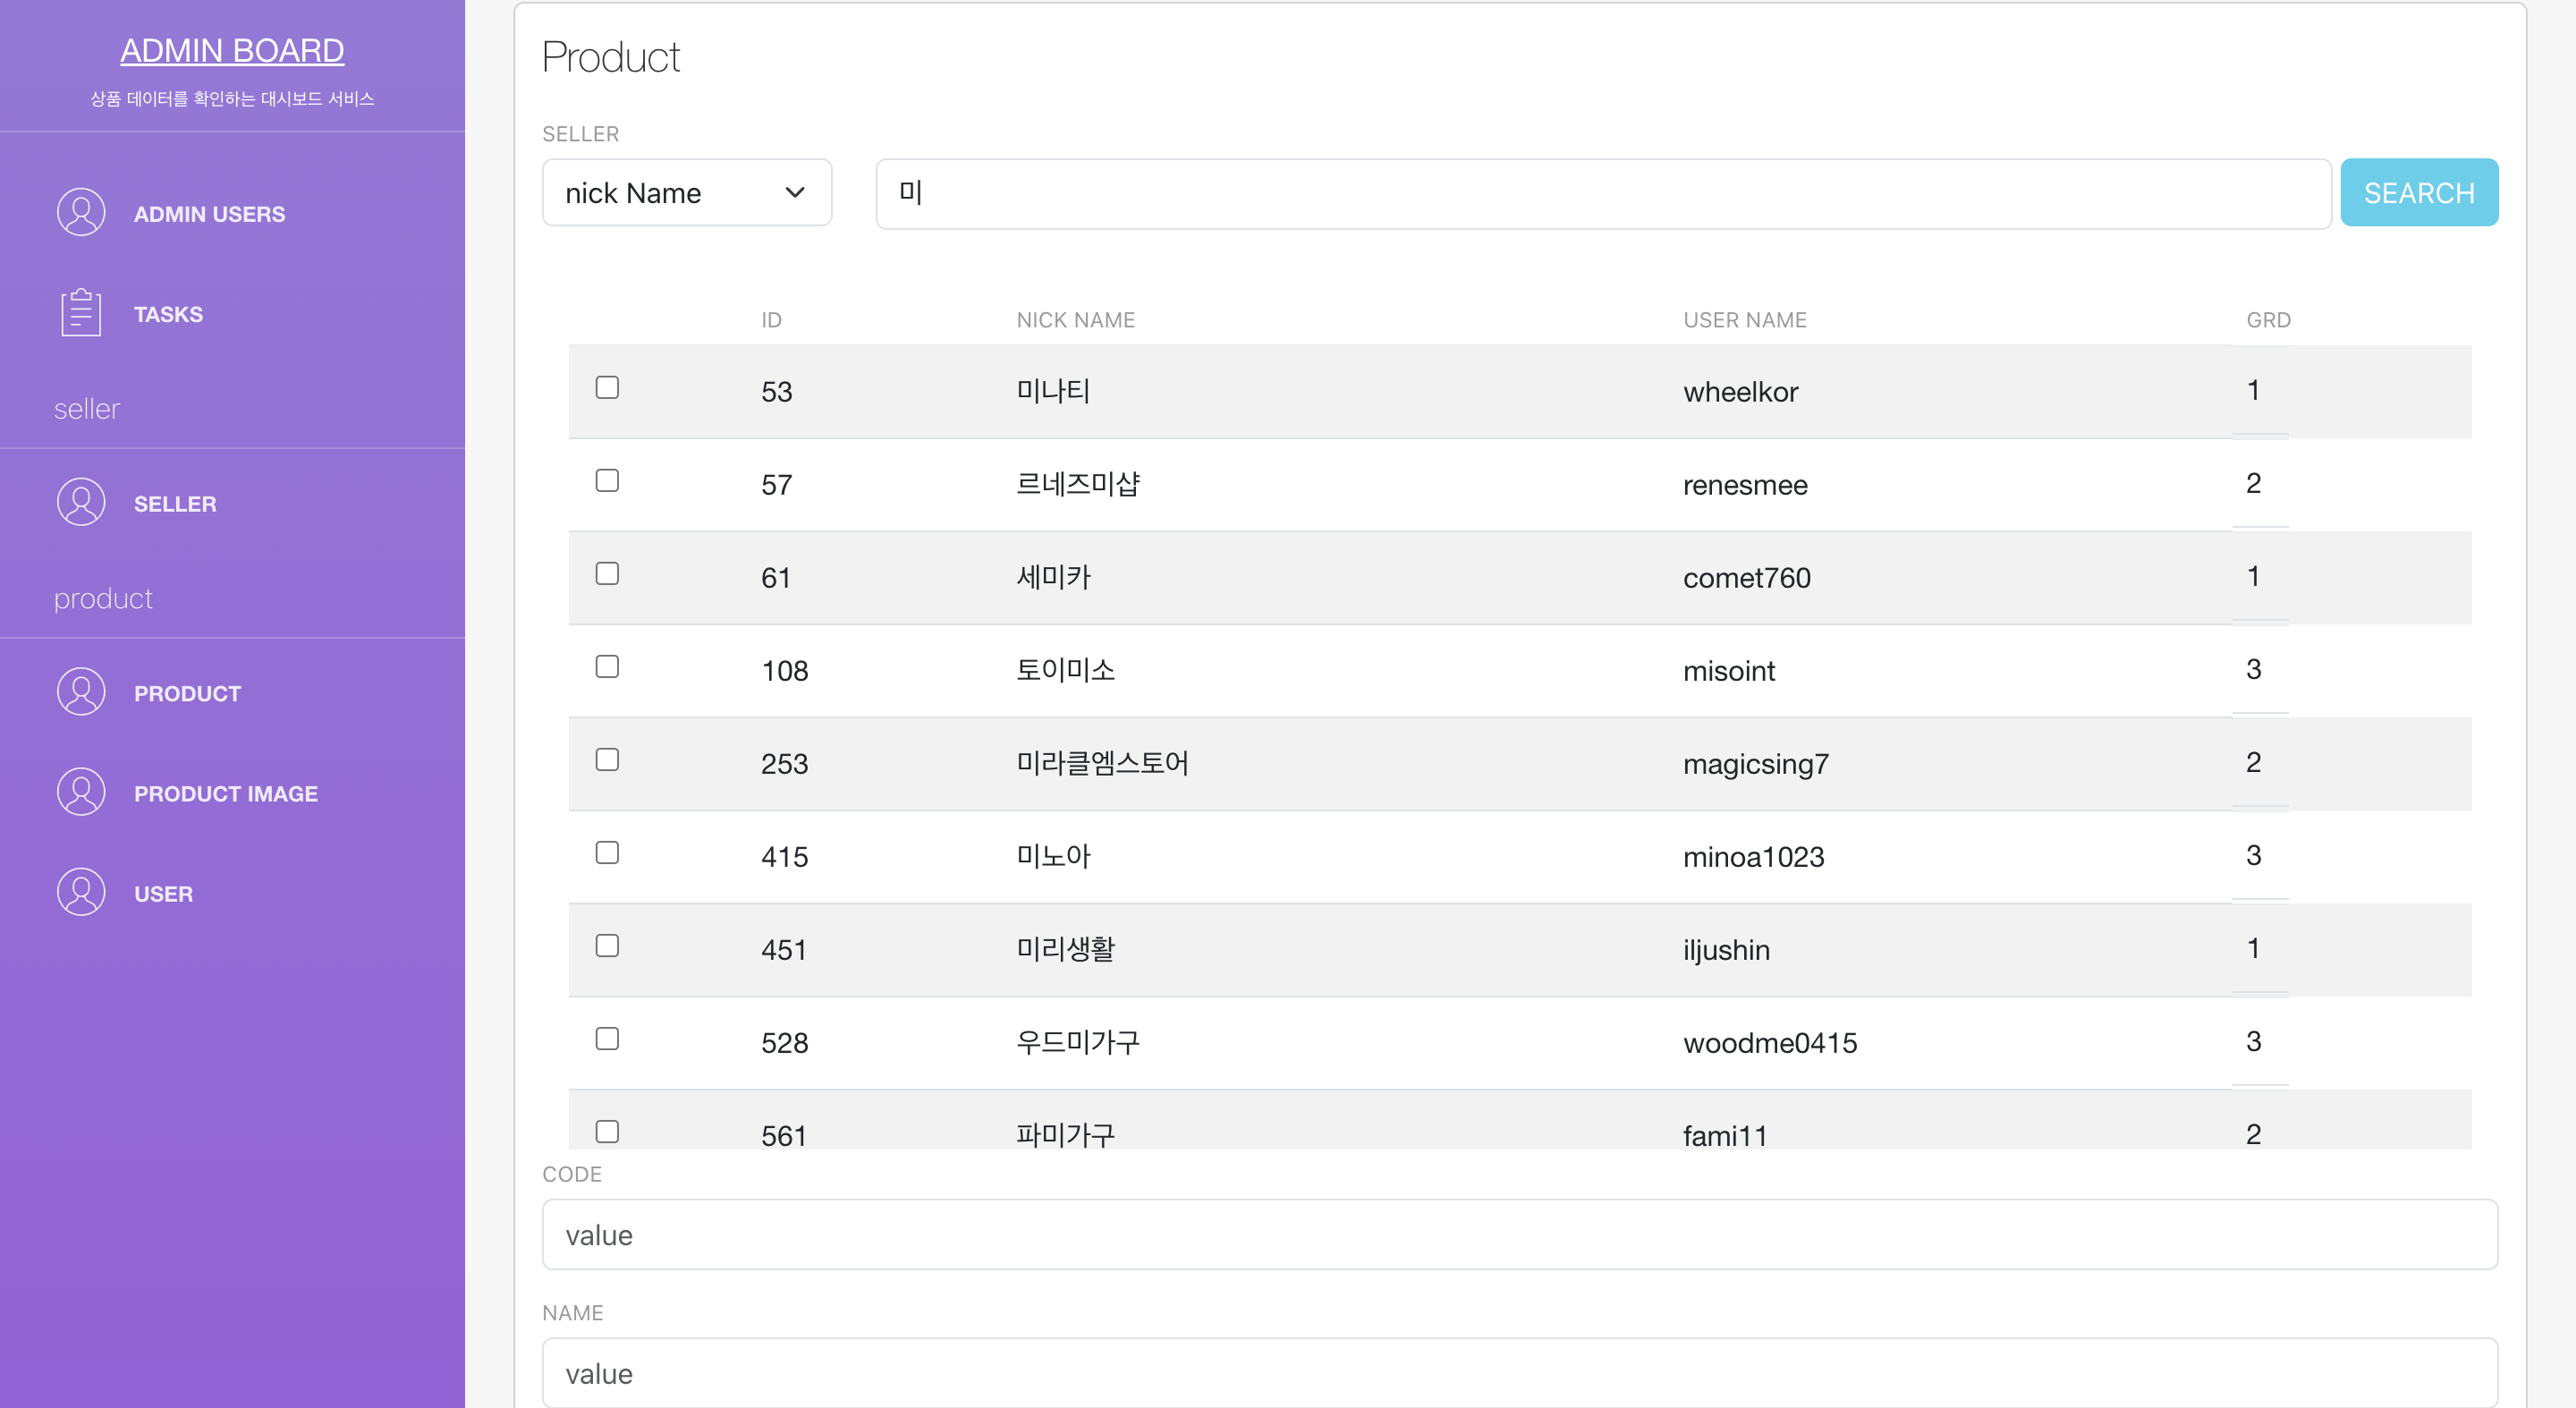 ADMIN BOARD
상품 데이터를 확인하는 대시보드 서비스
ADMIN USERS
TASKS
seller
SELLER
product
PRODUCT
PRODUCT IMAGE
USER
Product
SELLER
nick Name 미 SEARCH
ID NICK NAME USER NAME GRD
53 미나티 wheelkor 1
57 르네즈미샵 renesmee 2
61 세미카 comet760 1
108 토이미소 misoint 3
253 미라클엠스토어 magicsing7 2
415 미노아 minoa1023 3
451 미리생활 iljushin 1
528 우드미가구 woodme0415 3
561 파미가구 fami11 2
CODE
value
NAME
value